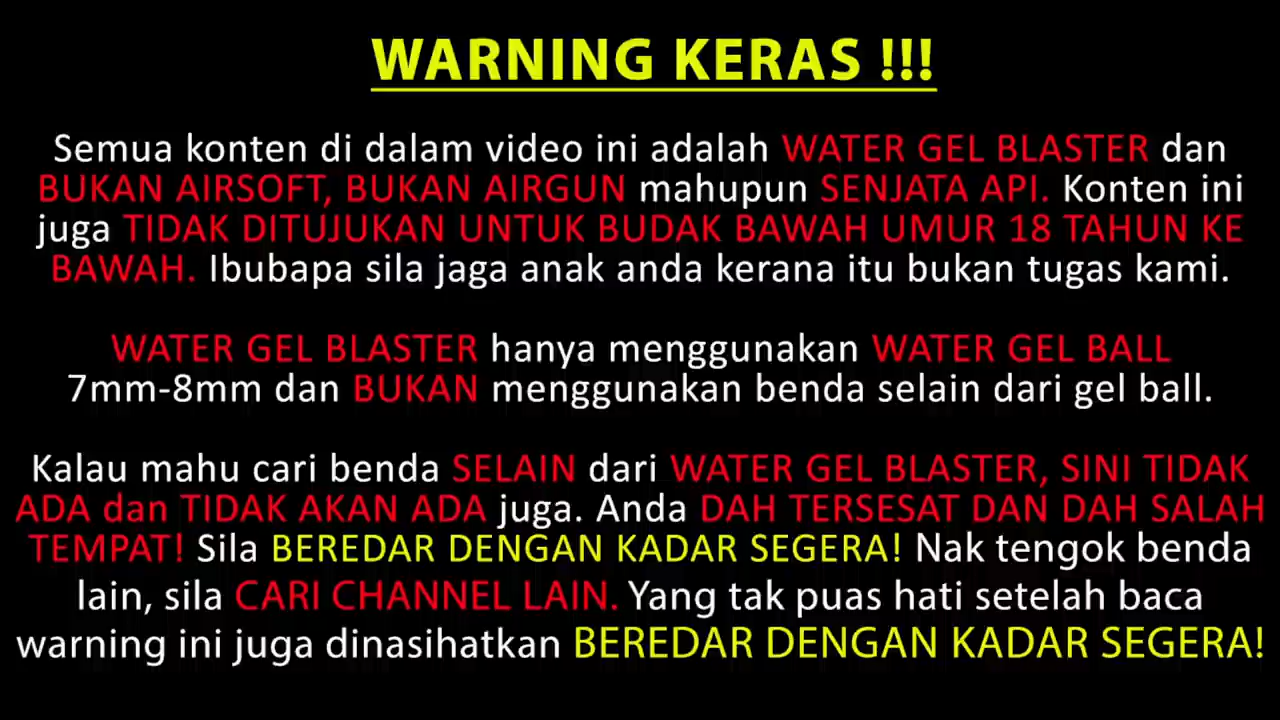 WARNING KERAS !!!
Semua konten di dalam video ini adalah WATER GEL BLASTER dan
BUKAN AIRSOFT, BUKAN AIRGUN mahupun SENJATA API. Konten ini
juga TIDAK DITUJUKAN UNTUK BUDAK BAWAH UMUR 18 TAHUN KE
BAWAH. Ibubapa sila jaga anak anda kerana itu bukan tugas kami.
WATER GEL BLASTER hanya menggunakan WATER GEL BALL
7mm-8mm dan BUKAN menggunakan benda selain dari gel ball.
Kalau mahu cari benda SELAIN dari WATER GEL BLASTER, SINI TIDAK
ADA dan TIDAK AKAN ADA juga. Anda DAH TERSESAT DAN DAH SALAH
TEMPAT! Sila BEREDAR DENGAN KADAR SEGERA! Nak tengok benda
lain, sila CARI CHANNEL LAIN. Yang tak puas hati setelah baca
warning ini juga dinasihatkan BEREDAR DENGAN KADAR SEGERA!